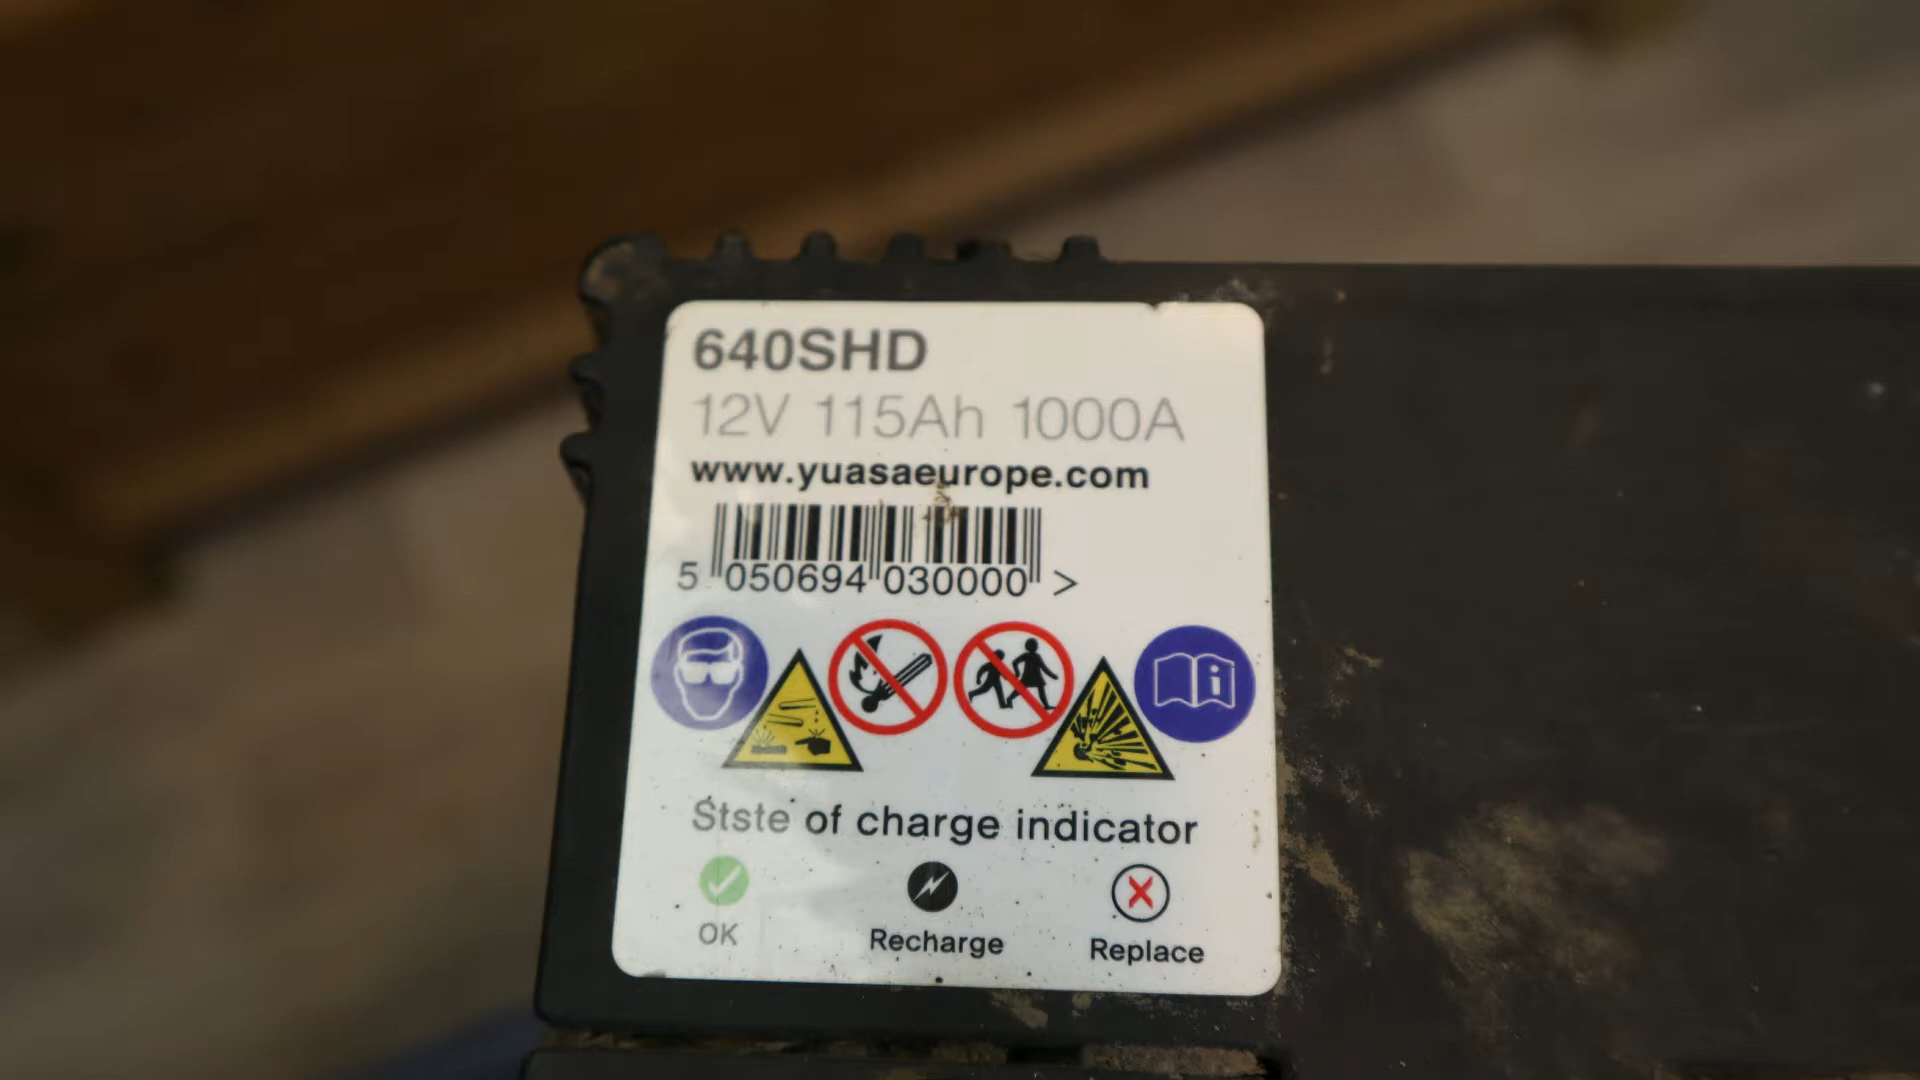 640SHD
12V 115Ah 1000A
www.yuasaeurope.com
5 050694 030000 >
Stste of charge indicator
OK Recharge Replace